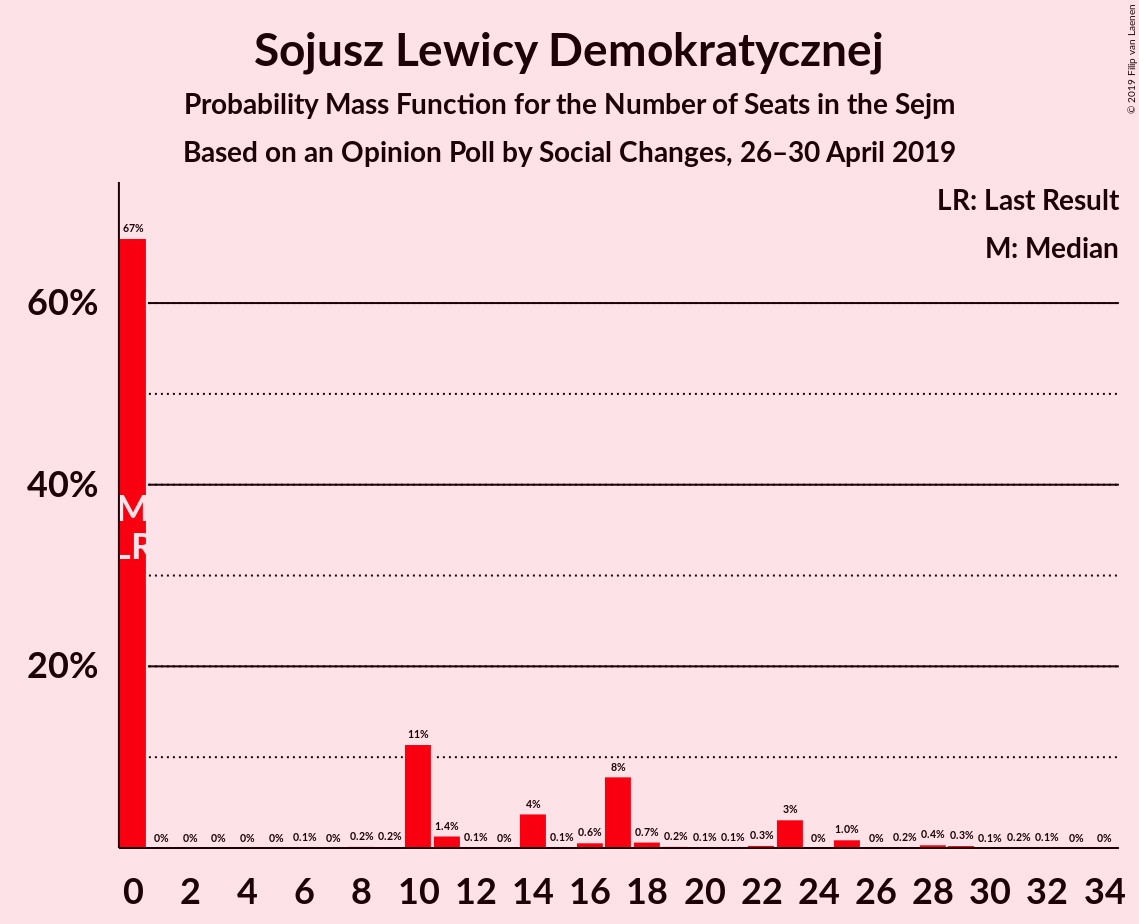 Sojusz Lewicy Demokratycznej
Probability Mass Function for the Number of Seats in the Sejm
Based on an Opinion Poll by Social Changes, 26–30 April 2019
© 2019 Filip van Laenen
LR: Last Result
M: Median
60%
40%
20%
67%
M
LR
0% 0% 0% 0% 0% 0.1% 0% 0.2% 0.2% 11% 1.4% 0.1% 0% 4% 0.1% 0.6% 8% 0.7% 0.2% 0.1% 0.1% 0.3% 3% 0% 1.0% 0% 0.2% 0.4% 0.3% 0.1% 0.2% 0.1% 0% 0%
0 2 4 6 8 10 12 14 16 18 20 22 24 26 28 30 32 34